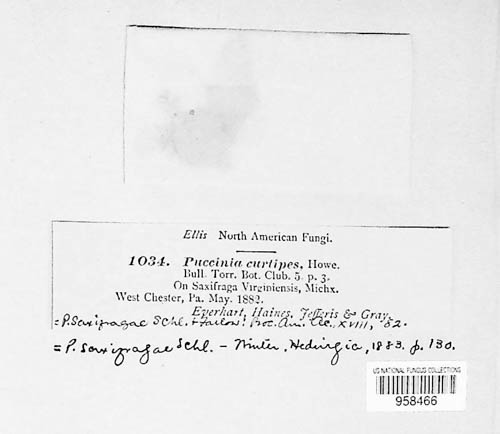 Ellis North American Fungi.
1034. Puccinia curtipes, Howe.
Bull. Torr. Bot. Club. 5. p. 3.
On Saxifraga Virginiensis, Michx.
West Chester, Pa. May. 1882.
Everhart, Haines, Jefferis & Gray.
= P. Saxifragae Schl. XVIII, '82.
= P. Saxifragae Schl. – Winter, Hedwigia, 1883. p. 130.
US NATIONAL FUNGUS COLLECTIONS
958466